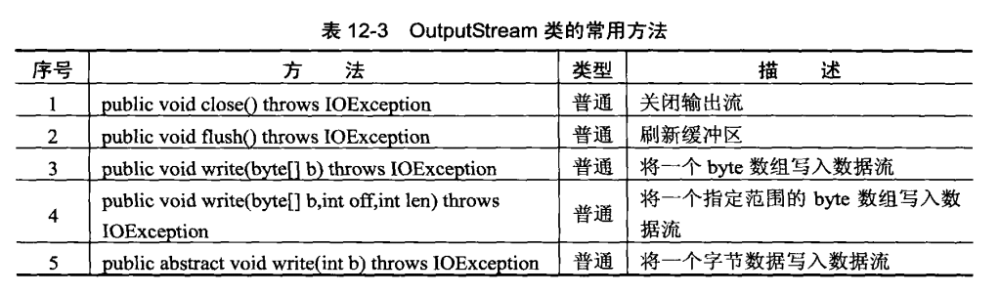 表 12-3 OutputStream 类的常用方法
序号 方 法 类型 描 述
1 public void close() throws IOException 普通 关闭输出流
2 public void flush() throws IOException 普通 刷新缓冲区
3 public void write(byte[] b) throws IOException 普通 将一个 byte 数组写入数据流
4 public void write(byte[] b,int off,int len) throws 普通 将一个指定范围的 byte 数组写入数
IOException 据流
5 public abstract void write(int b) throws IOException 普通 将一个字节数据写入数据流